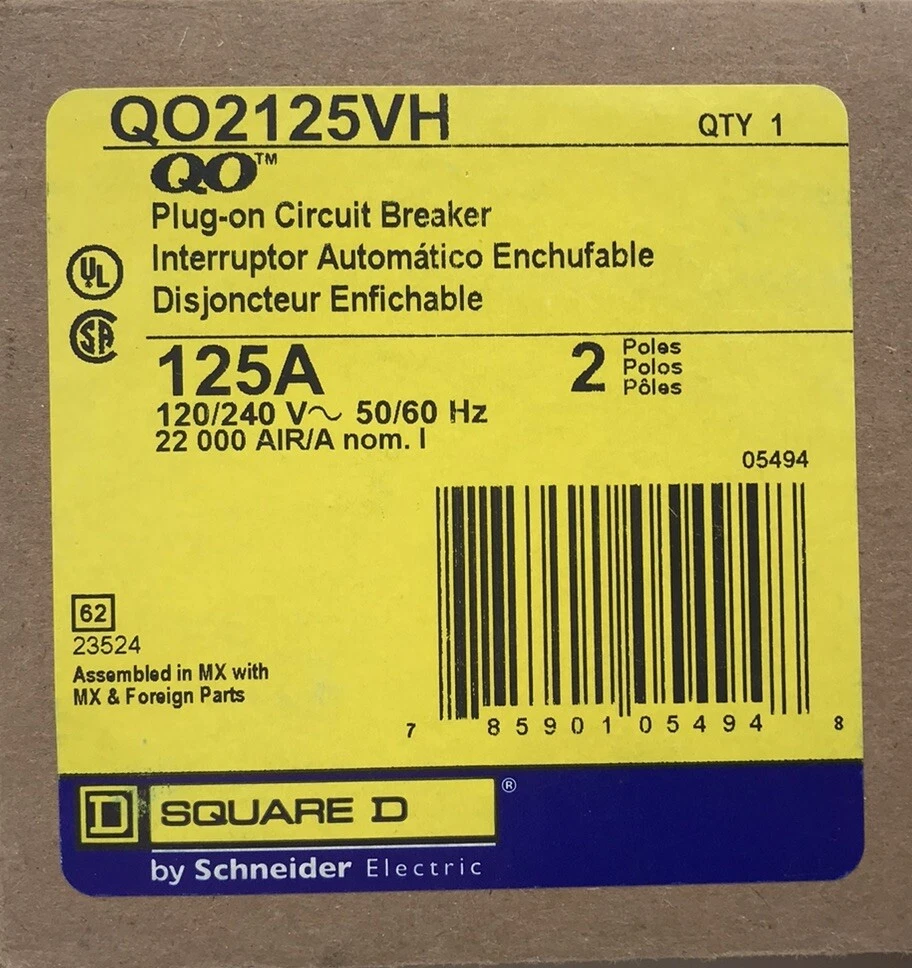 QO2125VH QTY 1
QO™
Plug-on Circuit Breaker
Interruptor Automático Enchufable
Disjoncteur Enfichable
UL
SA
125A 2 Poles
Polos
Pôles
120/240 V~ 50/60 Hz
22 000 AIR/A nom. I
05494
62
23524
Assembled in MX with
MX & Foreign Parts
7 85901 05494 8
D SQUARE D ®
by Schneider Electric